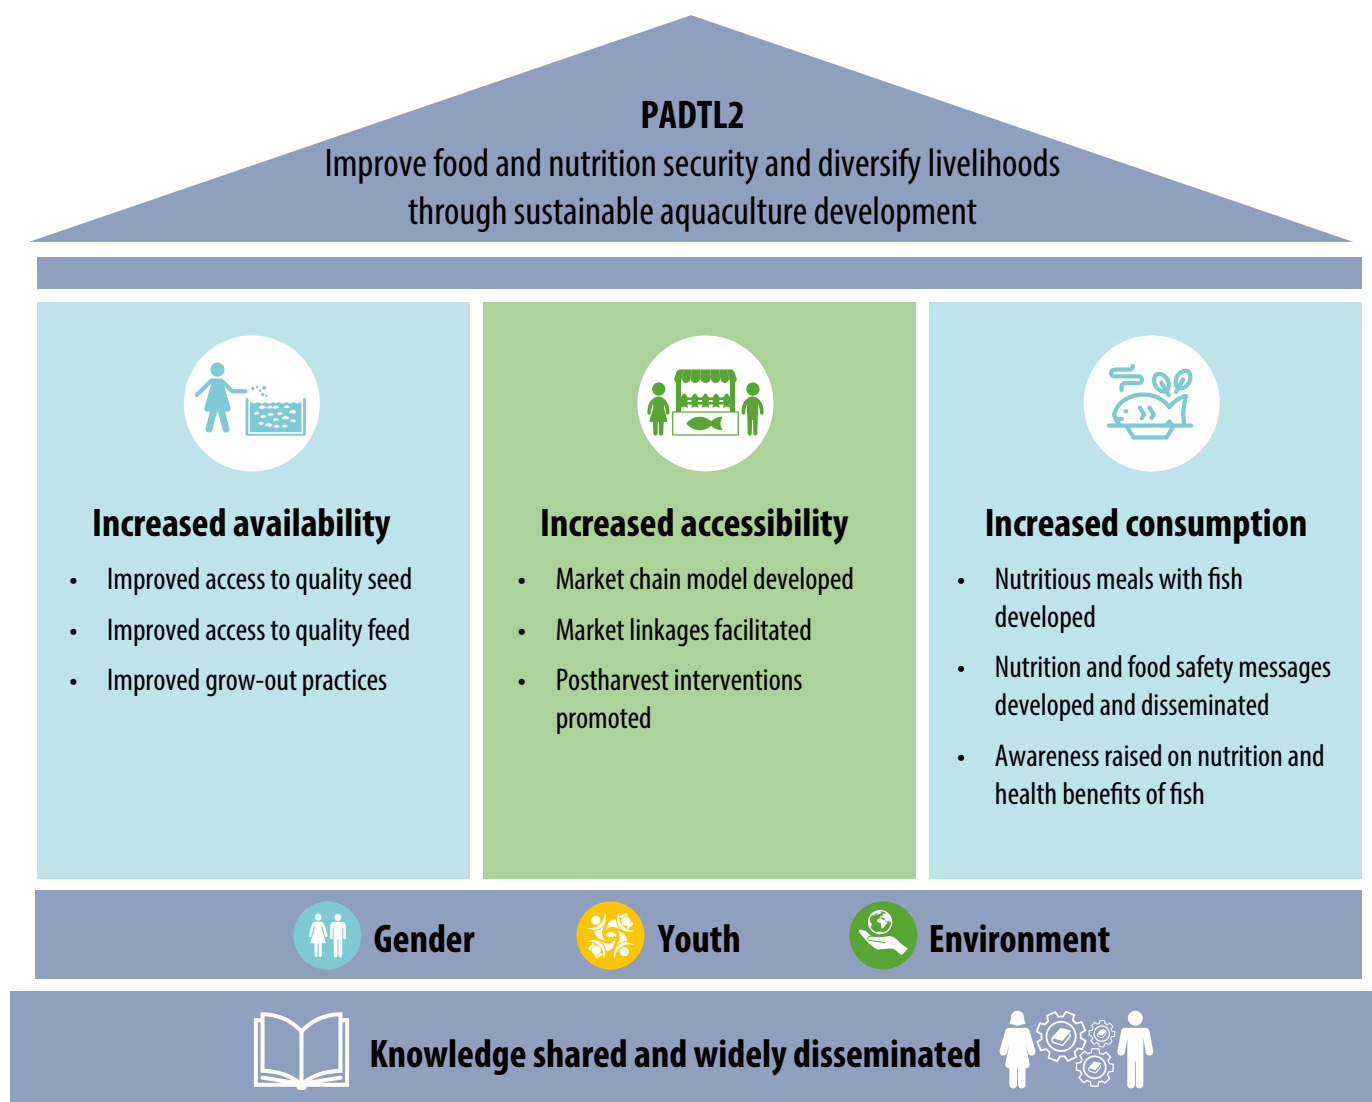 PADTL2
Improve food and nutrition security and diversify livelihoods
through sustainable aquaculture development
Increased availability
• Improved access to quality seed
• Improved access to quality feed
• Improved grow-out practices
Increased accessibility
• Market chain model developed
• Market linkages facilitated
• Postharvest interventions
promoted
Increased consumption
• Nutritious meals with fish
developed
• Nutrition and food safety messages
developed and disseminated
• Awareness raised on nutrition and
health benefits of fish
Gender
Youth
Environment
Knowledge shared and widely disseminated